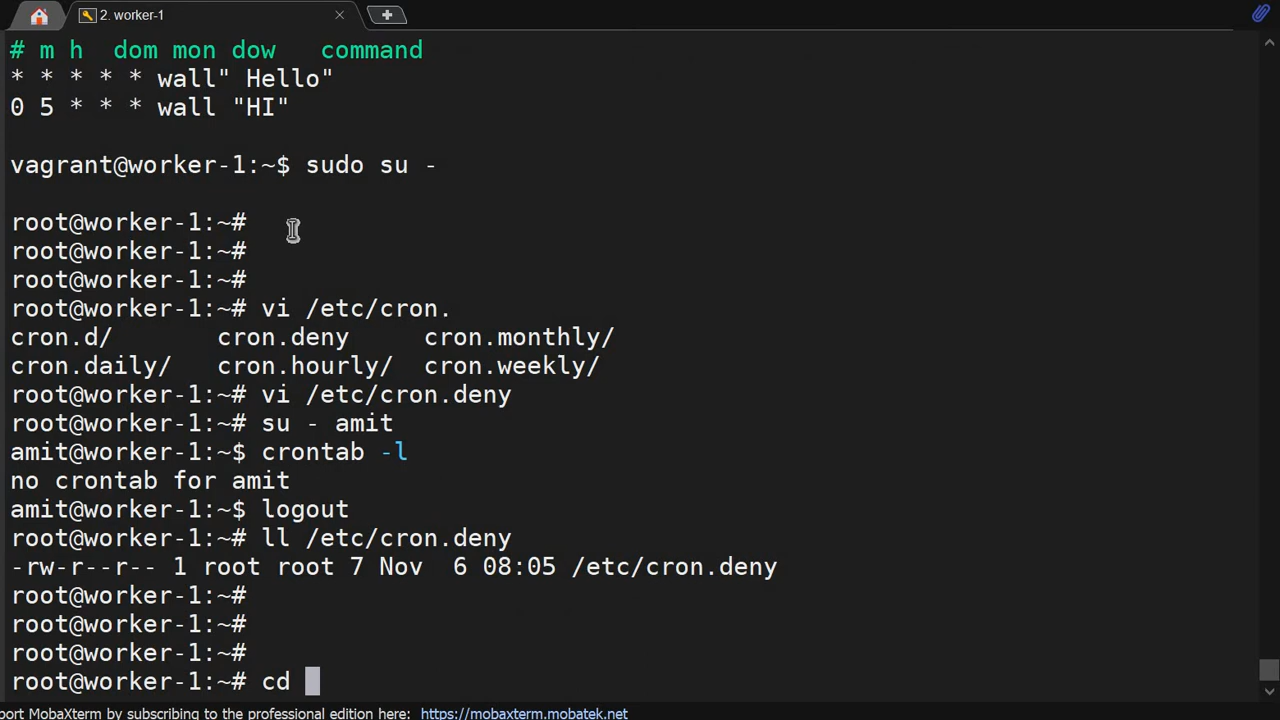 2. worker-1
# m h  dom mon dow   command
* * * * * wall" Hello"
0 5 * * * wall "HI"
vagrant@worker-1:~$ sudo su -
root@worker-1:~#
root@worker-1:~#
root@worker-1:~#
root@worker-1:~# vi /etc/cron.
cron.d/       cron.deny     cron.monthly/
cron.daily/   cron.hourly/  cron.weekly/
root@worker-1:~# vi /etc/cron.deny
root@worker-1:~# su - amit
amit@worker-1:~$ crontab -l
no crontab for amit
amit@worker-1:~$ logout
root@worker-1:~# ll /etc/cron.deny
-rw-r--r-- 1 root root 7 Nov  6 08:05 /etc/cron.deny
root@worker-1:~#
root@worker-1:~#
root@worker-1:~#
root@worker-1:~# cd
port MobaXterm by subscribing to the professional edition here: https://mobaxterm.mobatek.net